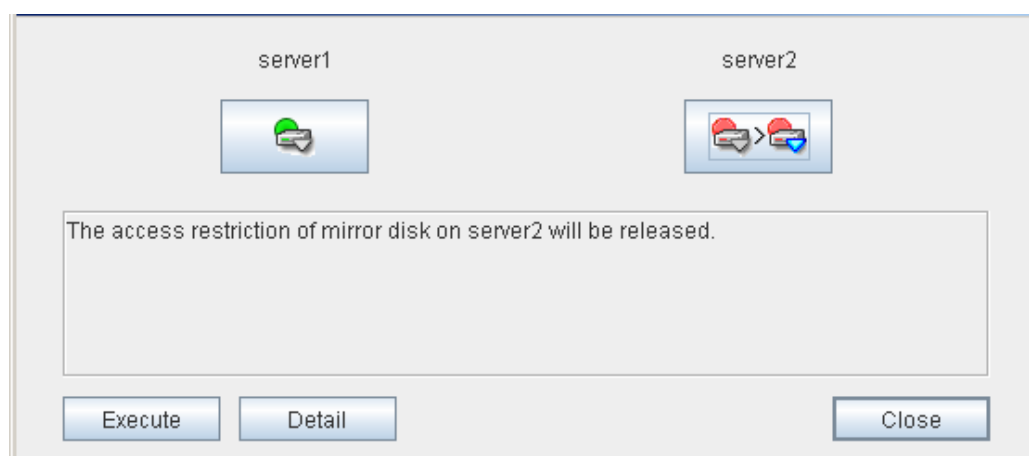 server1 server2
>
The access restriction of mirror disk on server2 will be released.
Execute Detail Close